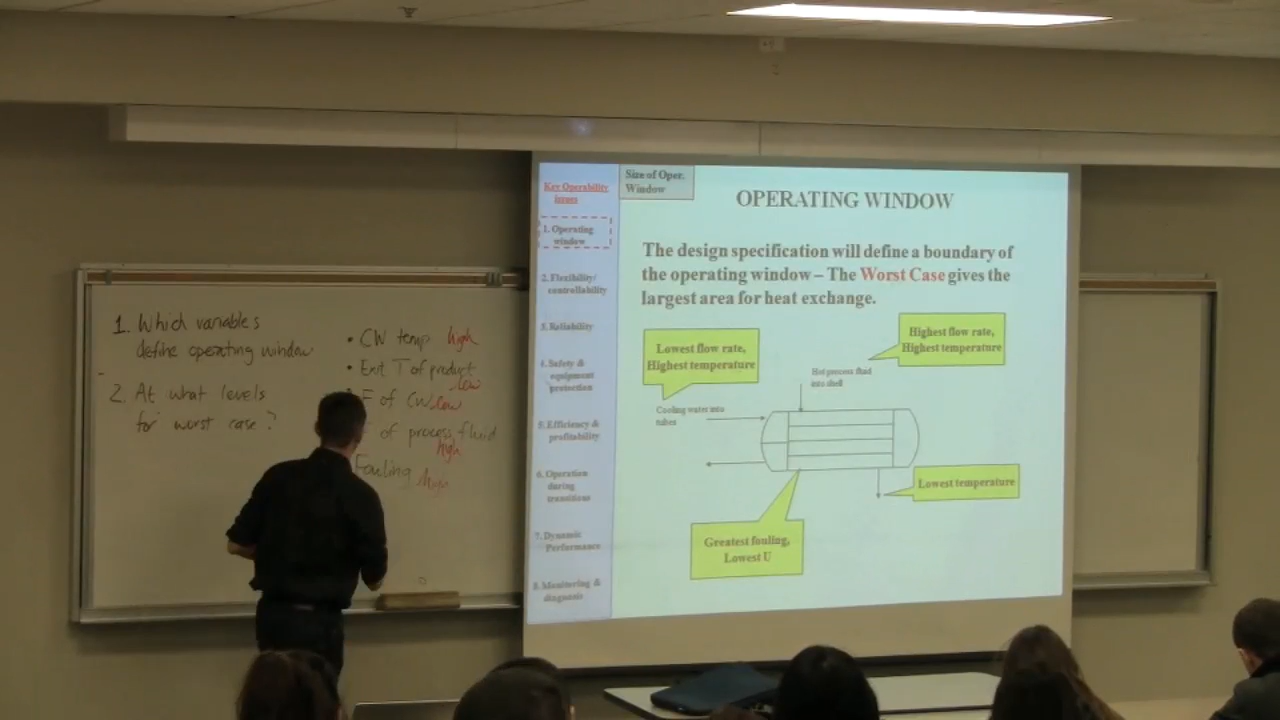 1. Which variables
define operating window
2. At what levels
for worst case?
• CW temp high
• Exit T of product
low
F of CW low
of process fluid
high
Fouling high
Key Operability
Issues
1. Operating
window
2. Flexibility/
controllability
3. Reliability
4. Safety &
equipment
protection
5. Efficiency &
profitability
6. Operation
during
transitions
7. Dynamic
Performance
8. Monitoring &
diagnosis
Size of Oper.
Window
OPERATING WINDOW
The design specification will define a boundary of
the operating window – The Worst Case gives the
largest area for heat exchange.
Lowest flow rate,
Highest temperature
Highest flow rate,
Highest temperature
Hot process fluid
into shell
Cooling water into
tubes
Lowest temperature
Greatest fouling,
Lowest U